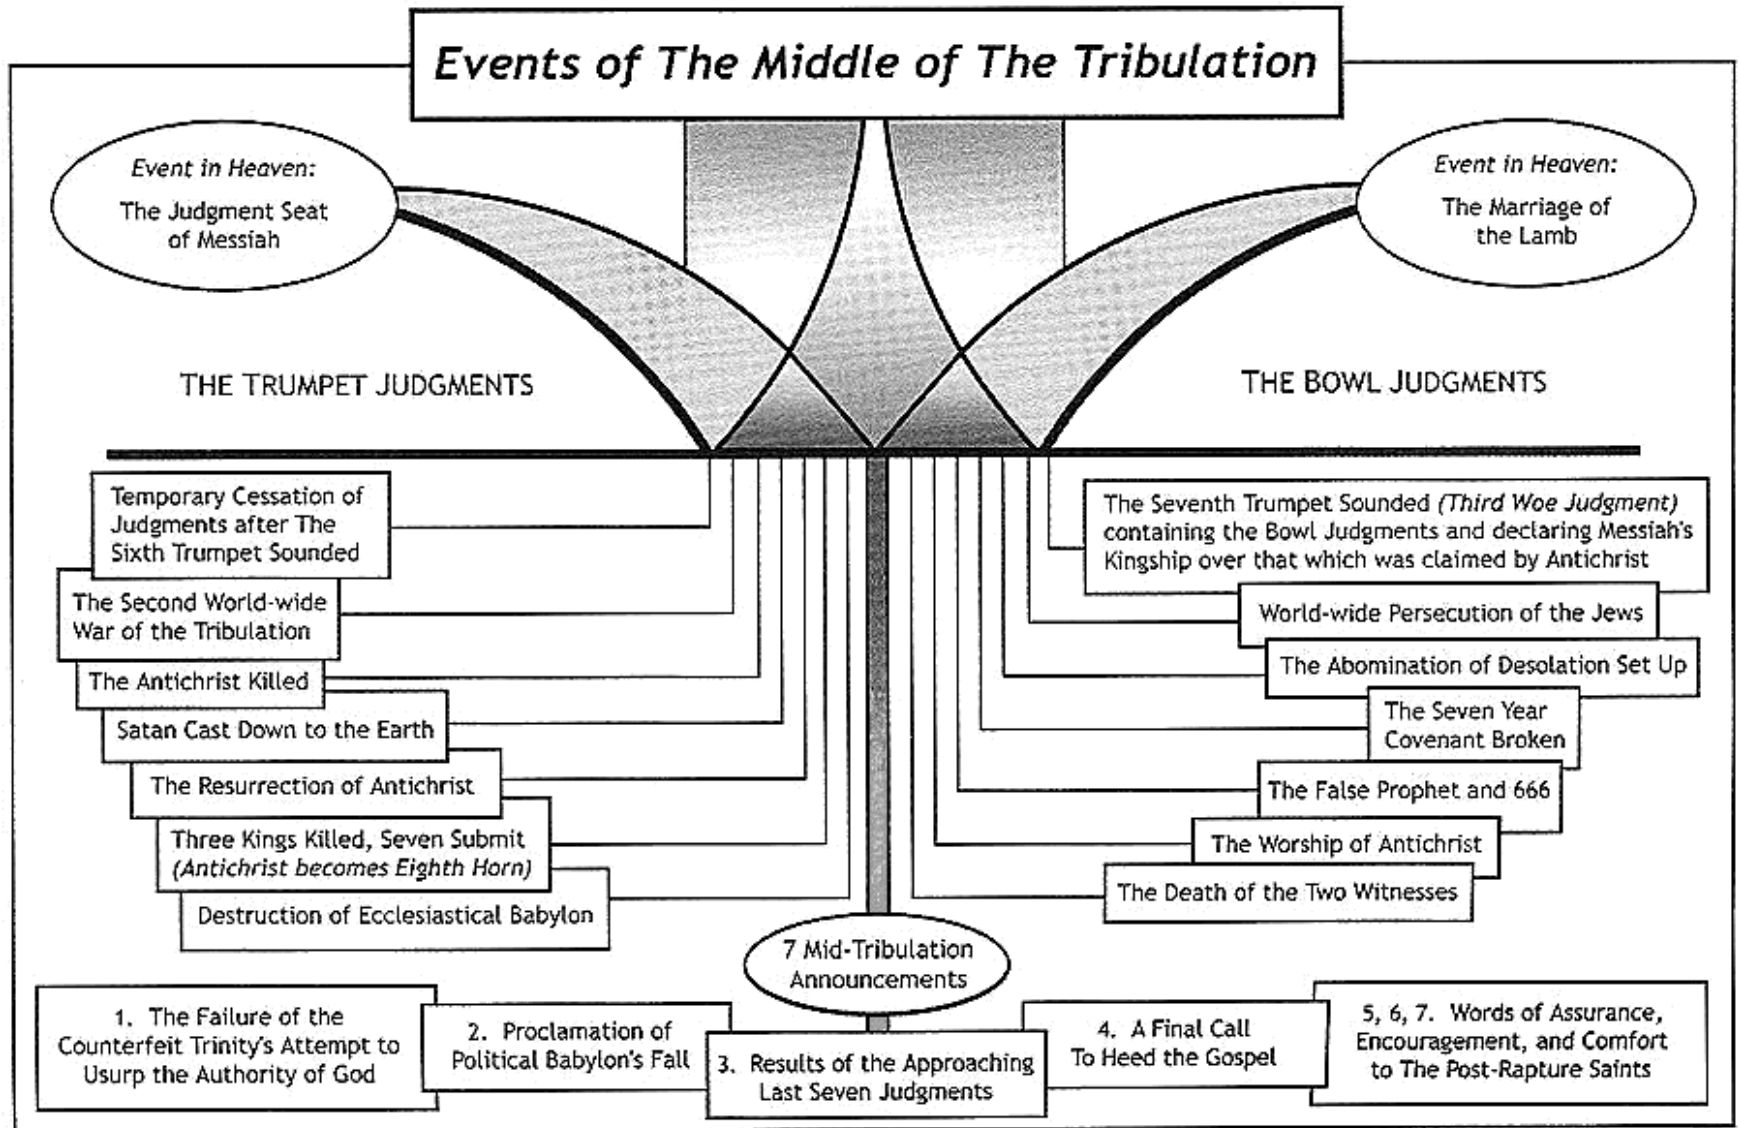 Events of The Middle of The Tribulation
Event in Heaven:
The Judgment Seat
of Messiah
Event in Heaven:
The Marriage of
the Lamb
THE TRUMPET JUDGMENTS
THE BOWL JUDGMENTS
Temporary Cessation of
Judgments after The
Sixth Trumpet Sounded
The Second World-wide
War of the Tribulation
The Antichrist Killed
Satan Cast Down to the Earth
The Resurrection of Antichrist
Three Kings Killed, Seven Submit
(Antichrist becomes Eighth Horn)
Destruction of Ecclesiastical Babylon
The Seventh Trumpet Sounded (Third Woe Judgment)
containing the Bowl Judgments and declaring Messiah's
Kingship over that which was claimed by Antichrist
World-wide Persecution of the Jews
The Abomination of Desolation Set Up
The Seven Year
Covenant Broken
The False Prophet and 666
The Worship of Antichrist
The Death of the Two Witnesses
7 Mid-Tribulation
Announcements
1. The Failure of the
Counterfeit Trinity's Attempt to
Usurp the Authority of God
2. Proclamation of
Political Babylon's Fall
3. Results of the Approaching
Last Seven Judgments
4. A Final Call
To Heed the Gospel
5, 6, 7. Words of Assurance,
Encouragement, and Comfort
to The Post-Rapture Saints